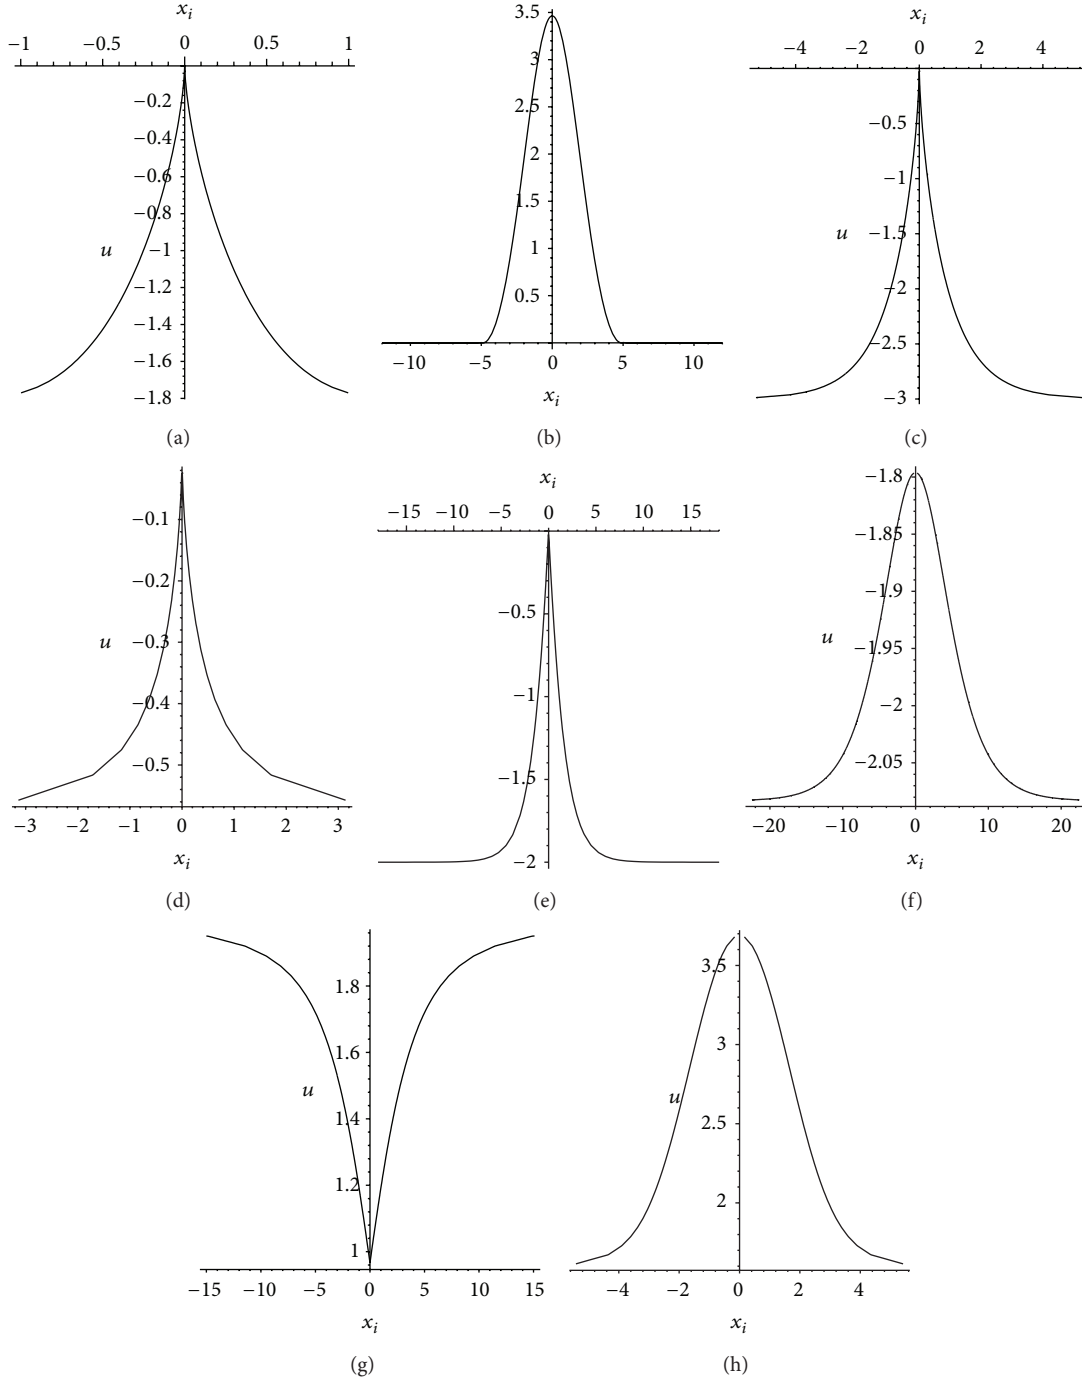 x_i
−1 −0.5 0 0.5 1
−0.2
−0.4
−0.6
−0.8
u −1
−1.2
−1.4
−1.6
−1.8
(a)
3.5
3
2.5
2
1.5
1
0.5
−10 −5 0 5 10
x_i
(b)
x_i
−4 −2 0 2 4
−0.5
−1
u −1.5
−2
−2.5
−3
(c)
−0.1
−0.2
u −0.3
−0.4
−0.5
−3 −2 −1 0 1 2 3
x_i
(d)
x_i
−15 −10 −5 0 5 10 15
−0.5
−1
−1.5
−2
(e)
−1.8
−1.85
−1.9
u −1.95
−2
−2.05
−20 −10 0 10 20
x_i
(f)
1.8
1.6
u
1.4
1.2
1
−15 −10 −5 0 5 10 15
x_i
(g)
3.5
3
u
2.5
2
−4 −2 0 2 4
x_i
(h)